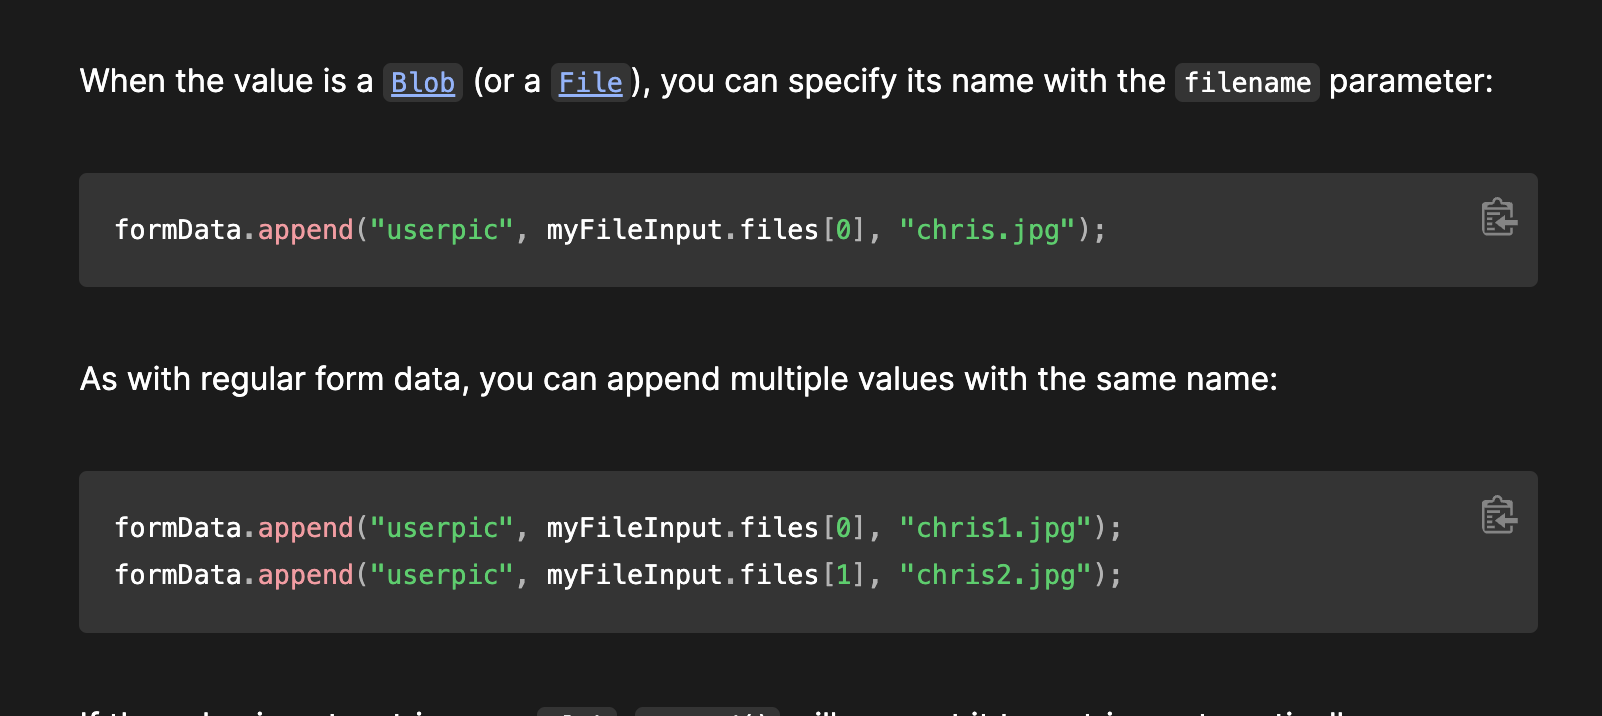 When the value is a Blob (or a File), you can specify its name with the filename parameter:
formData.append("userpic", myFileInput.files[0], "chris.jpg");
As with regular form data, you can append multiple values with the same name:
formData.append("userpic", myFileInput.files[0], "chris1.jpg");
formData.append("userpic", myFileInput.files[1], "chris2.jpg");